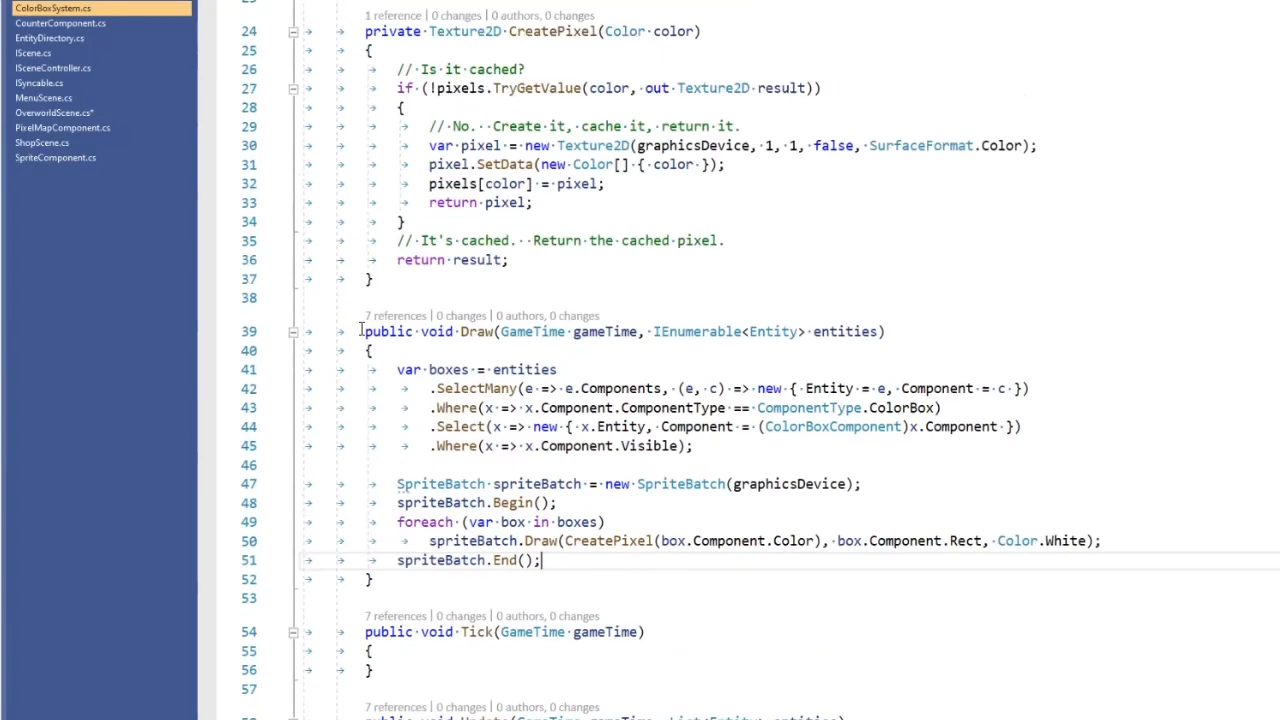 ColorBoxSystem.cs
CounterComponent.cs
EntityDirectory.cs
IScene.cs
ISceneController.cs
ISyncable.cs
MenuScene.cs
OverworldScene.cs*
PixelMapComponent.cs
ShopScene.cs
SpriteComponent.cs
1 reference | 0 changes | 0 authors, 0 changes
24 private Texture2D CreatePixel(Color color)
25 {
26 // Is it cached?
27 if (!pixels.TryGetValue(color, out Texture2D result))
28 {
29 // No.  Create it, cache it, return it.
30 var pixel = new Texture2D(graphicsDevice, 1, 1, false, SurfaceFormat.Color);
31 pixel.SetData(new Color[] { color });
32 pixels[color] = pixel;
33 return pixel;
34 }
35 // It's cached.  Return the cached pixel.
36 return result;
37 }
38
7 references | 0 changes | 0 authors, 0 changes
39 public void Draw(GameTime gameTime, IEnumerable<Entity> entities)
40 {
41 var boxes = entities
42 .SelectMany(e => e.Components, (e, c) => new { Entity = e, Component = c })
43 .Where(x => x.Component.ComponentType == ComponentType.ColorBox)
44 .Select(x => new { x.Entity, Component = (ColorBoxComponent)x.Component })
45 .Where(x => x.Component.Visible);
46
47 SpriteBatch spriteBatch = new SpriteBatch(graphicsDevice);
48 spriteBatch.Begin();
49 foreach (var box in boxes)
50 spriteBatch.Draw(CreatePixel(box.Component.Color), box.Component.Rect, Color.White);
51 spriteBatch.End();
52 }
53
7 references | 0 changes | 0 authors, 0 changes
54 public void Tick(GameTime gameTime)
55 {
56 }
57
7 references | 0 changes | 0 authors, 0 changes